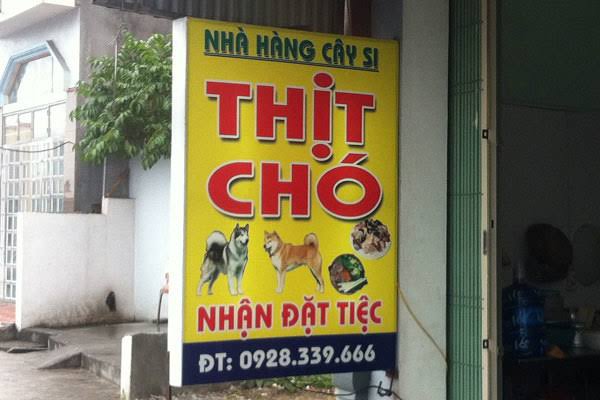 NHÀ HÀNG CÂY SI
THỊT
CHÓ
NHẬN ĐẶT TIỆC
ĐT: 0928.339.666